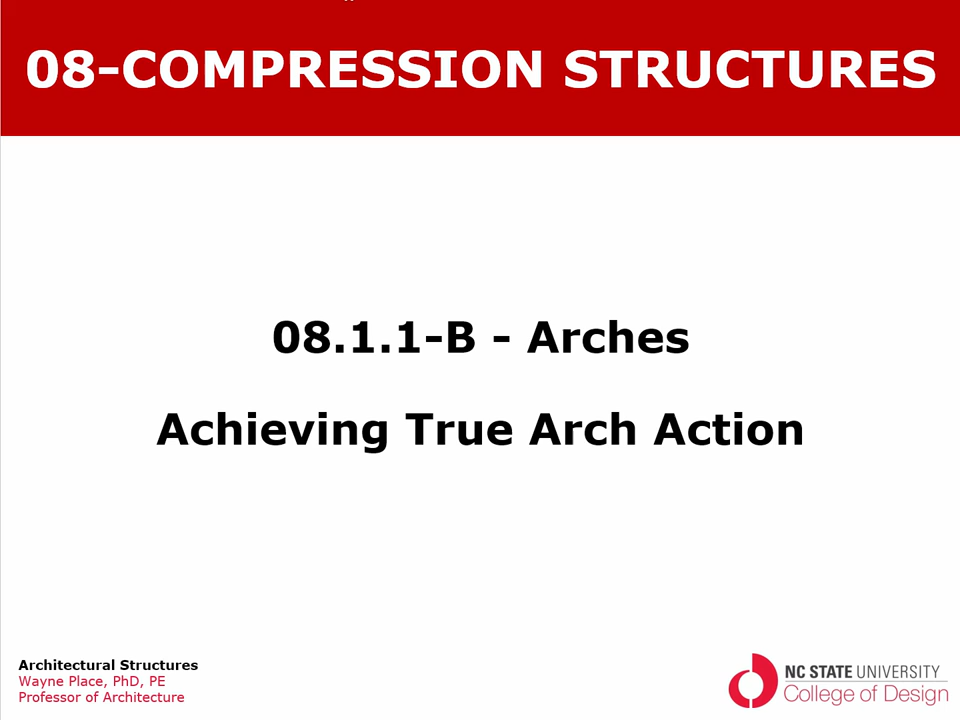 08-COMPRESSION STRUCTURES
08.1.1-B - Arches
Achieving True Arch Action
Architectural Structures
Wayne Place, PhD, PE
Professor of Architecture
NC STATE UNIVERSITY
College of Design